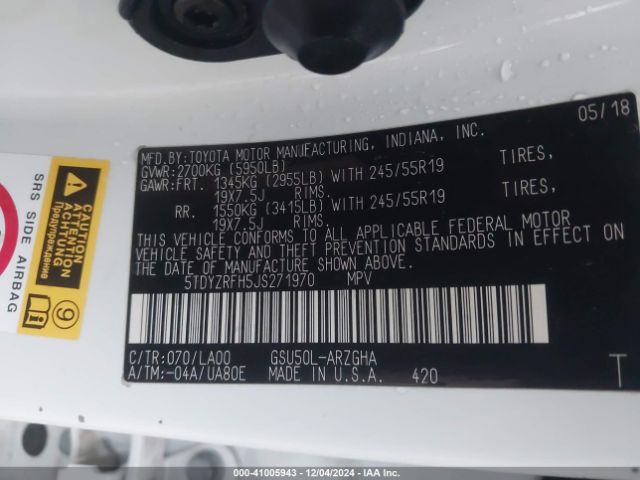 05/18
MFD.BY:TOYOTA MOTOR MANUFACTURING, INDIANA, INC.
GVWR:2700KG (5950LB)
GAWR:FRT. 1345KG (2955LB) WITH 245/55R19 TIRES,
19X7.5J RIMS,
RR. 1550KG (3415LB) WITH 245/55R19 TIRES,
19X7.5J RIMS,
THIS VEHICLE CONFORMS TO ALL APPLICABLE FEDERAL MOTOR
VEHICLE SAFETY AND THEFT PREVENTION STANDARDS IN EFFECT ON
THE DATE OF MANUFACTURE SHOWN ABOVE.
5TDYZRFH5JS271970 MPV
C/TR:070/LA00 GSU50L-ARZGHA
A/TM:-04A/UA80E MADE IN U.S.A. 420 T
SRS SIDE AIRBAG
CAUTION
ATTENTION
ACHTUNG
Предупреждение
9
000-41005943 - 12/04/2024 - IAA